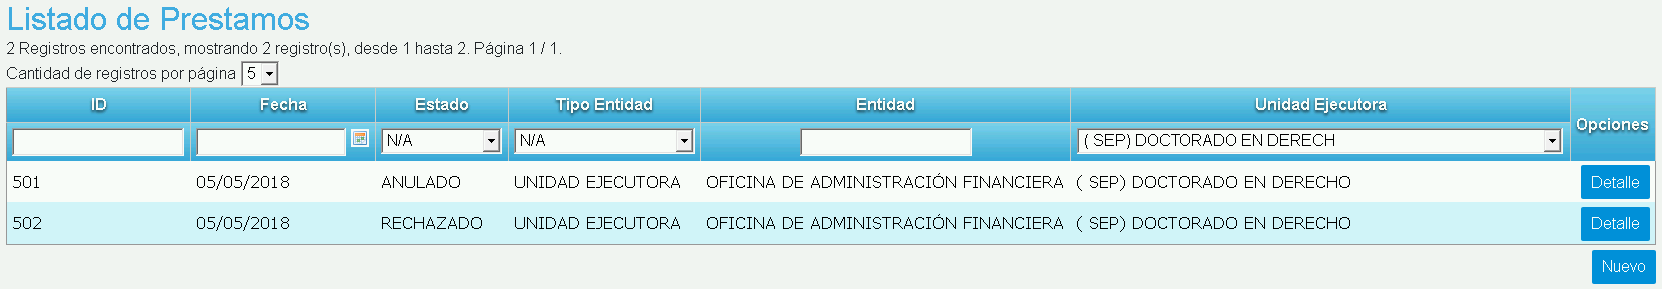 Listado de Prestamos
2 Registros encontrados, mostrando 2 registro(s), desde 1 hasta 2. Página 1 / 1.
Cantidad de registros por página 5
ID Fecha Estado Tipo Entidad Entidad Unidad Ejecutora Opciones
N/A N/A ( SEP) DOCTORADO EN DERECH
501 05/05/2018 ANULADO UNIDAD EJECUTORA OFICINA DE ADMINISTRACIÓN FINANCIERA ( SEP) DOCTORADO EN DERECHO Detalle
502 05/05/2018 RECHAZADO UNIDAD EJECUTORA OFICINA DE ADMINISTRACIÓN FINANCIERA ( SEP) DOCTORADO EN DERECHO Detalle
Nuevo